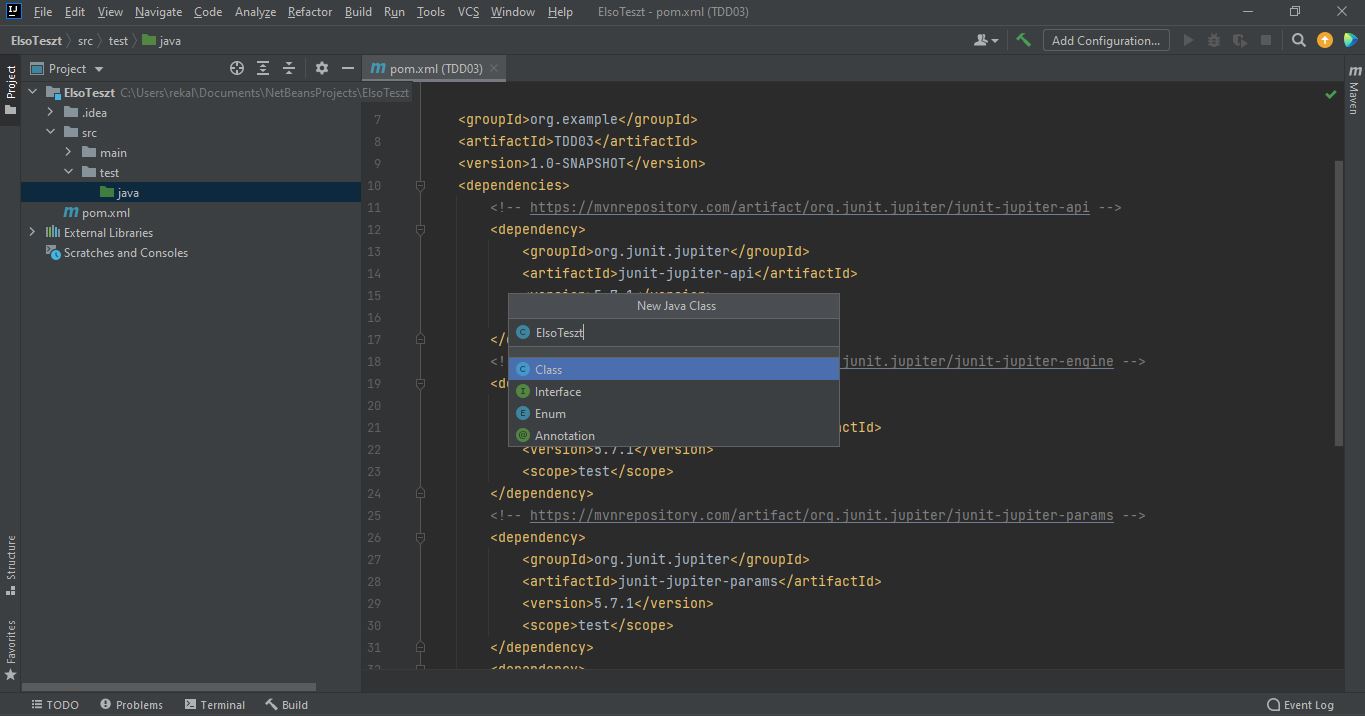 IJ File Edit View Navigate Code Analyze Refactor Build Run Tools VCS Window Help ElsoTeszt - pom.xml (TDD03)
ElsoTeszt src test java Add Configuration...
Project
Project
m pom.xml (TDD03)
m Maven
ElsoTeszt C:\Users\rekal\Documents\NetBeansProjects\ElsoTeszt
.idea
src
main
test
java
m pom.xml
External Libraries
Scratches and Consoles
7 <groupId>org.example</groupId>
8 <artifactId>TDD03</artifactId>
9 <version>1.0-SNAPSHOT</version>
10 <dependencies>
11 <!-- https://mvnrepository.com/artifact/org.junit.jupiter/junit-jupiter-api -->
12 <dependency>
13 <groupId>org.junit.jupiter</groupId>
14 <artifactId>junit-jupiter-api</artifactId>
15 <version>5.7.1</version>
16
17 </
18 <! .junit.jupiter/junit-jupiter-engine -->
19 <de
20
21 ctId>
22 <version>5.7.1</version>
23 <scope>test</scope>
24 </dependency>
25 <!-- https://mvnrepository.com/artifact/org.junit.jupiter/junit-jupiter-params -->
26 <dependency>
27 <groupId>org.junit.jupiter</groupId>
28 <artifactId>junit-jupiter-params</artifactId>
29 <version>5.7.1</version>
30 <scope>test</scope>
31 </dependency>
32 <dependency>
New Java Class
C ElsoTeszt
C Class
I Interface
E Enum
@ Annotation
Structure
Favorites
TODO Problems Terminal Build Event Log